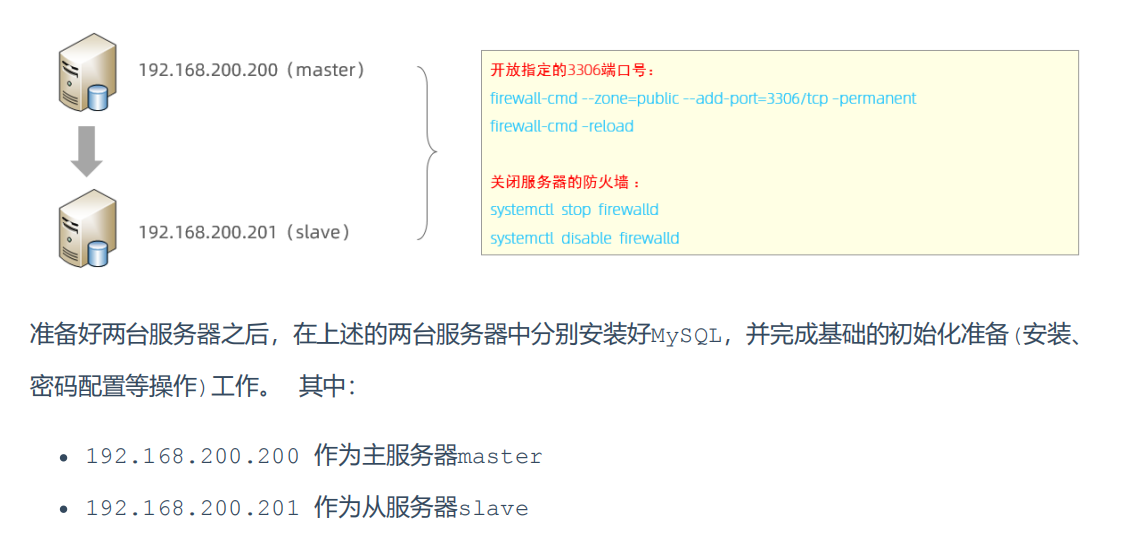 192.168.200.200（master）
开放指定的3306端口号：
firewall-cmd --zone=public --add-port=3306/tcp –permanent
firewall-cmd –reload
关闭服务器的防火墙：
systemctl stop firewalld
systemctl disable firewalld
192.168.200.201（slave）
准备好两台服务器之后，在上述的两台服务器中分别安装好MySQL，并完成基础的初始化准备(安装、
密码配置等操作)工作。 其中：
• 192.168.200.200 作为主服务器master
• 192.168.200.201 作为从服务器slave